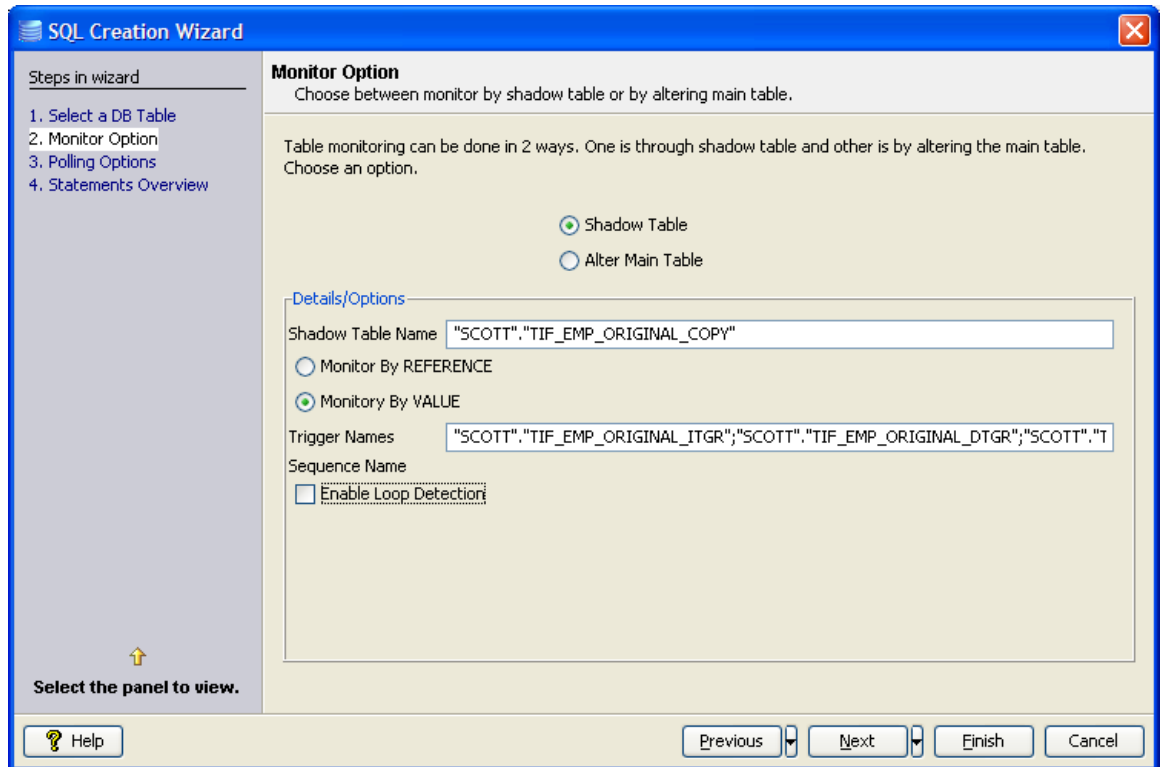 SQL Creation Wizard
Steps in wizard
1. Select a DB Table
2. Monitor Option
3. Polling Options
4. Statements Overview
Select the panel to view.
Monitor Option
Choose between monitor by shadow table or by altering main table.
Table monitoring can be done in 2 ways. One is through shadow table and other is by altering the main table.
Choose an option.
Shadow Table
Alter Main Table
Details/Options
Shadow Table Name "SCOTT"."TIF_EMP_ORIGINAL_COPY"
Monitor By REFERENCE
Monitory By VALUE
Trigger Names "SCOTT"."TIF_EMP_ORIGINAL_ITGR";"SCOTT"."TIF_EMP_ORIGINAL_DTGR";"SCOTT"."T
Sequence Name
Enable Loop Detection
Help Previous Next Finish Cancel